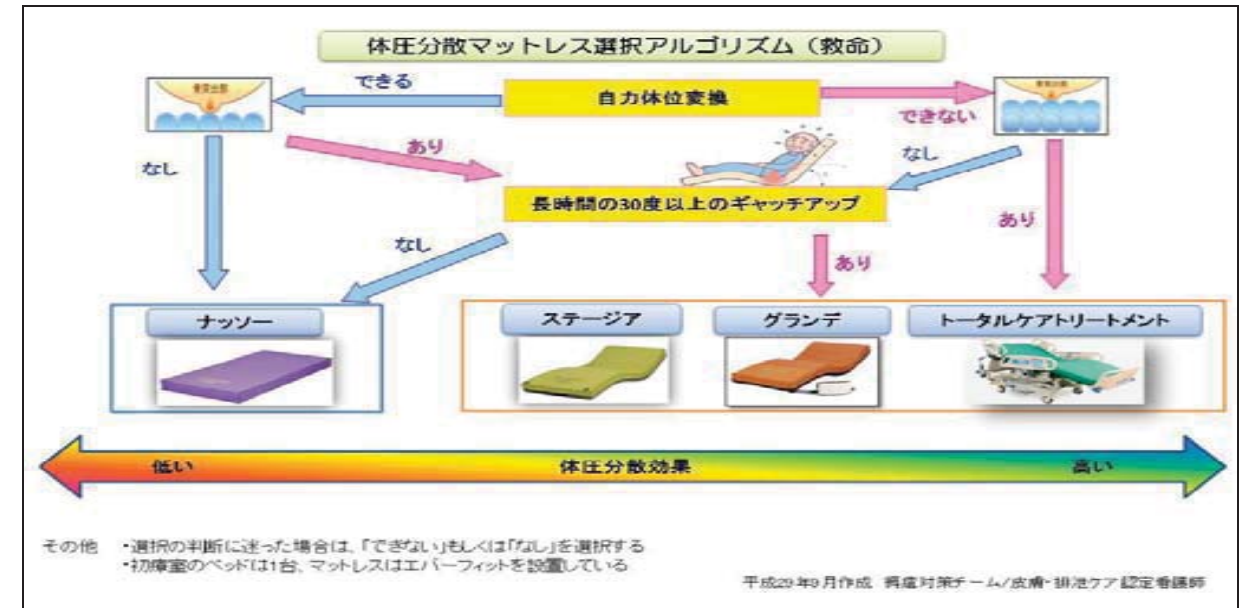 体圧分散マットレス選択アルゴリズム（救命）
できる
自力体位変換
できない
骨突出部
なし
あり
なし
あり
長時間の30度以上のギャッチアップ
なし
あり
ナッソー
ステージア
グランデ
トータルケアトリートメント
低い
体圧分散効果
高い
その他 ・選択の判断に迷った場合は、「できない」もしくは「なし」を選択する
・初療室のベッドは1台、マットレスはエバーフィットを設置している
平成29年9月作成 褥瘡対策チーム/皮膚・排泄ケア認定看護師